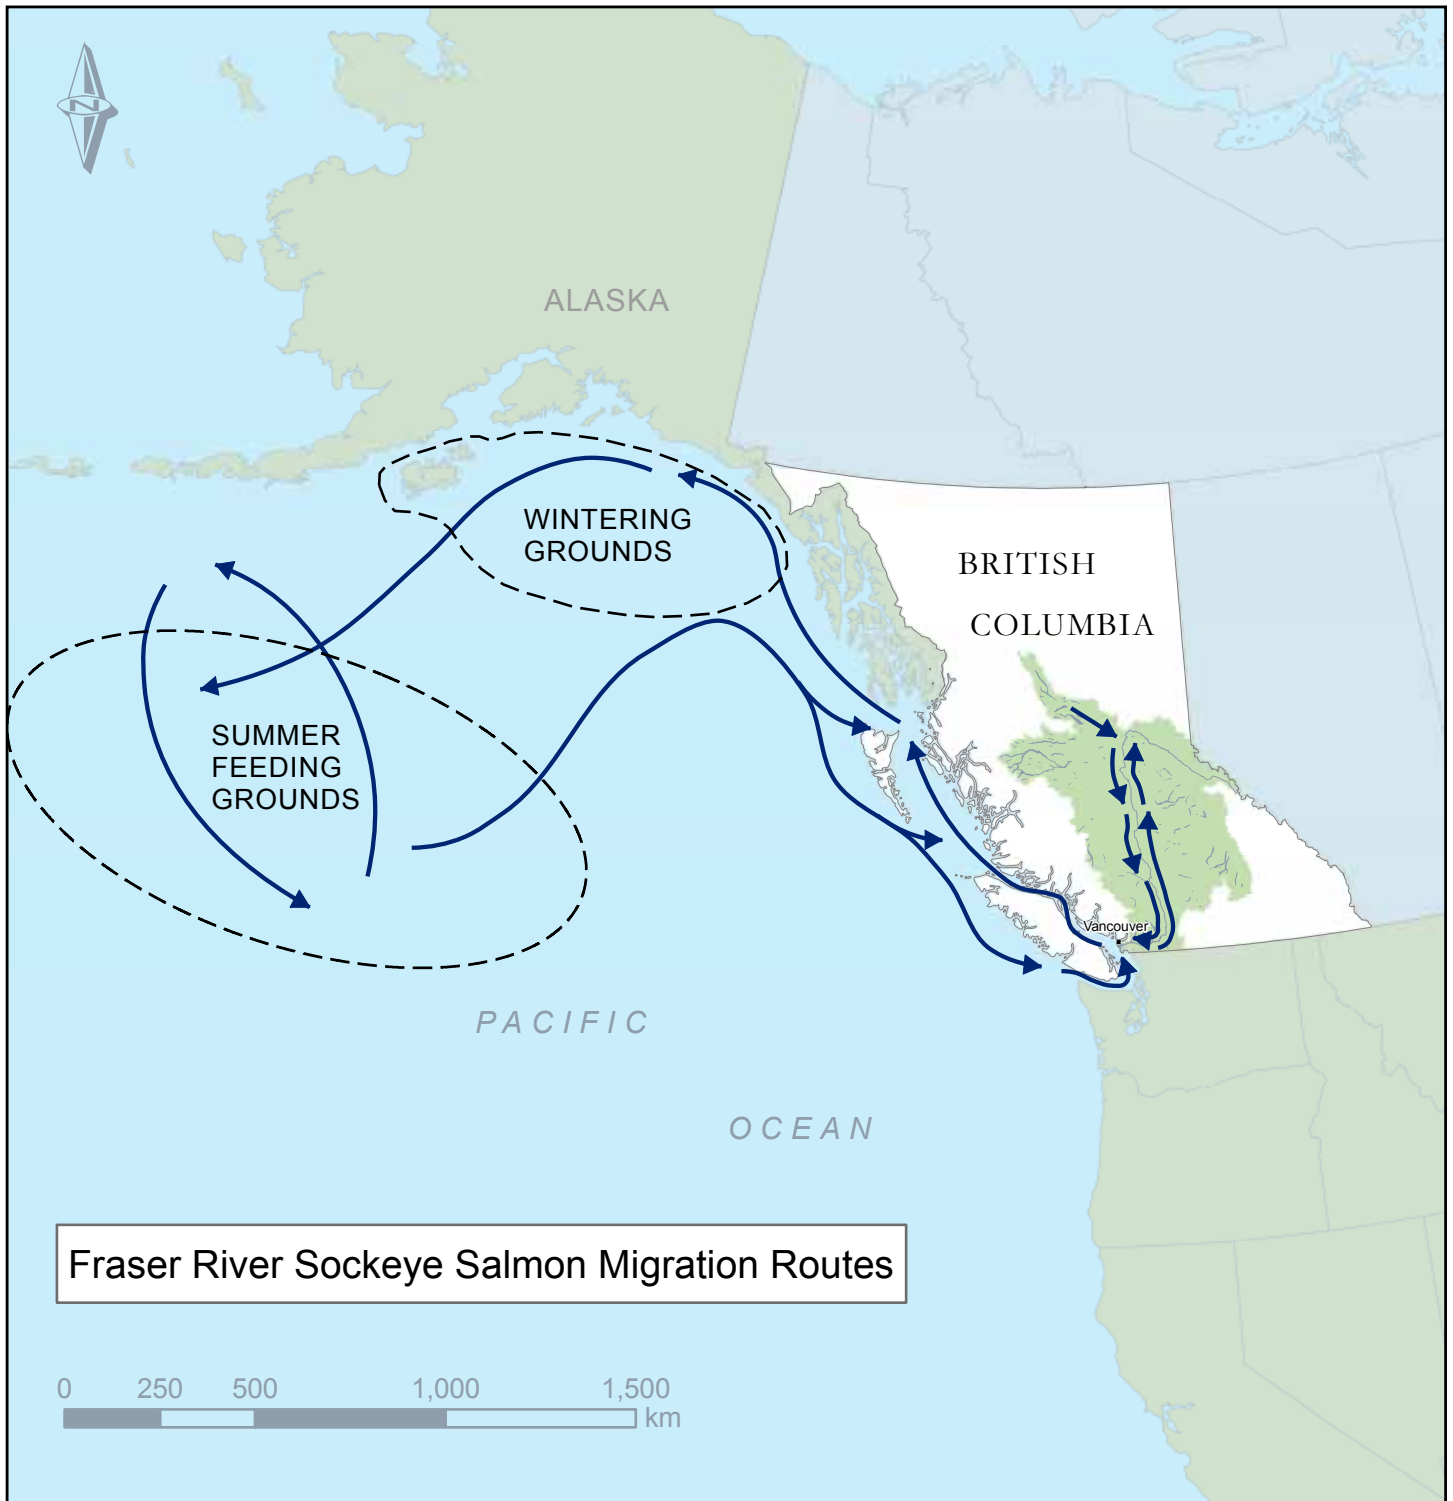 N
ALASKA
WINTERING
GROUNDS
BRITISH
COLUMBIA
SUMMER
FEEDING
GROUNDS
Vancouver
PACIFIC
OCEAN
Fraser River Sockeye Salmon Migration Routes
0 250 500 1,000 1,500
km